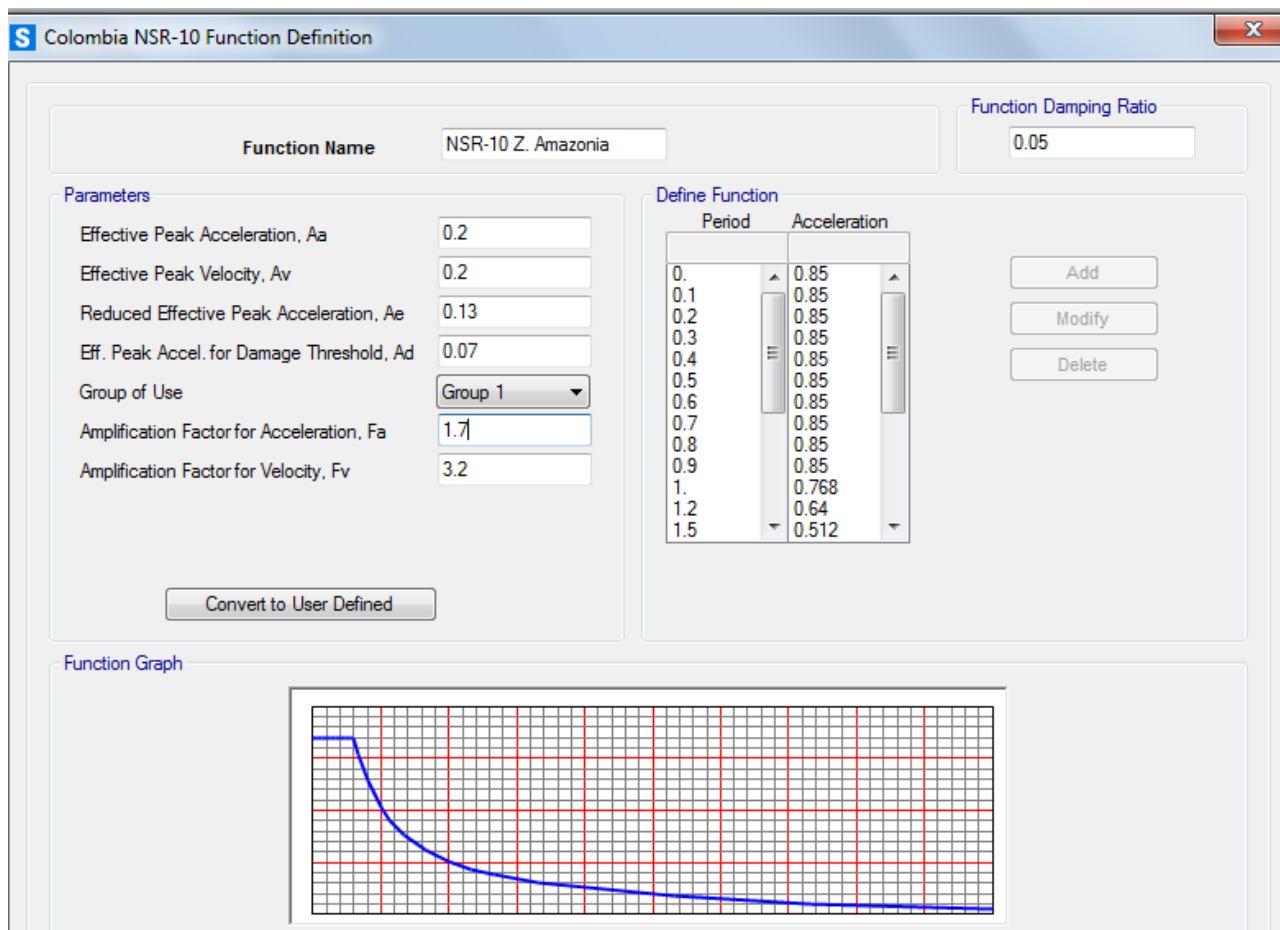 S Colombia NSR-10 Function Definition
X
Function Name NSR-10 Z. Amazonia
Function Damping Ratio
0.05
Parameters
Effective Peak Acceleration, Aa 0.2
Effective Peak Velocity, Av 0.2
Reduced Effective Peak Acceleration, Ae 0.13
Eff. Peak Accel. for Damage Threshold, Ad 0.07
Group of Use Group 1
Amplification Factor for Acceleration, Fa 1.7
Amplification Factor for Velocity, Fv 3.2
Convert to User Defined
Define Function
Period Acceleration
0. 0.85
0.1 0.85
0.2 0.85
0.3 0.85
0.4 0.85
0.5 0.85
0.6 0.85
0.7 0.85
0.8 0.85
0.9 0.85
1. 0.768
1.2 0.64
1.5 0.512
Add
Modify
Delete
Function Graph